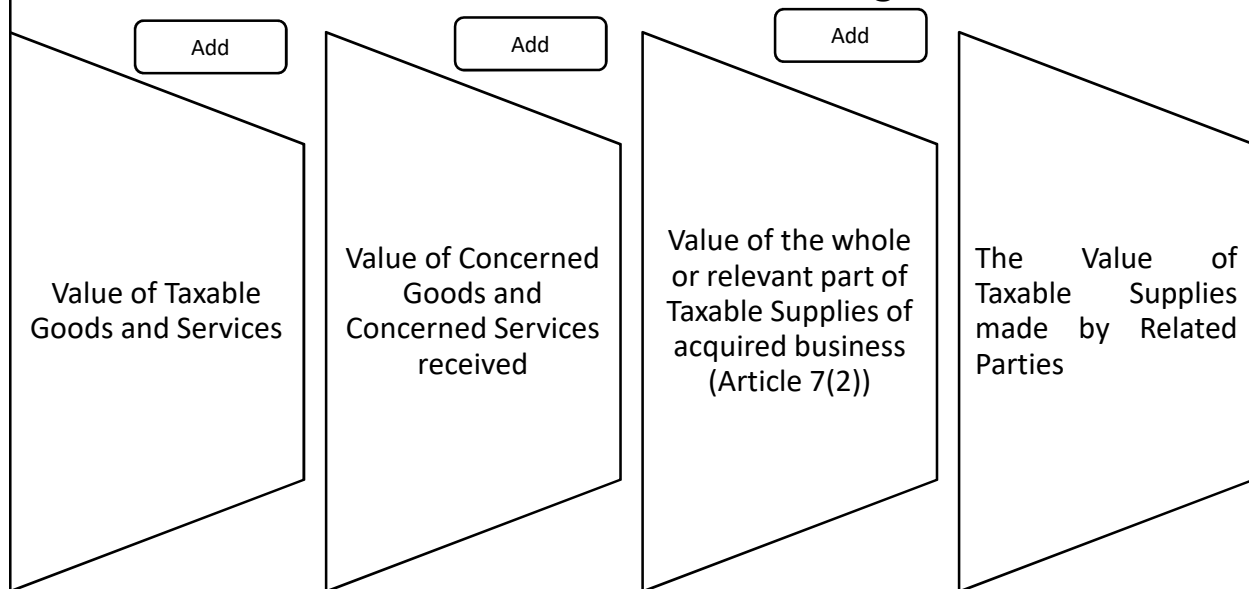 Add
Value of Taxable
Goods and Services
Add
Value of Concerned
Goods and
Concerned Services
received
Add
Value of the whole
or relevant part of
Taxable Supplies of
acquired business
(Article 7(2))
The Value of
Taxable Supplies
made by Related
Parties